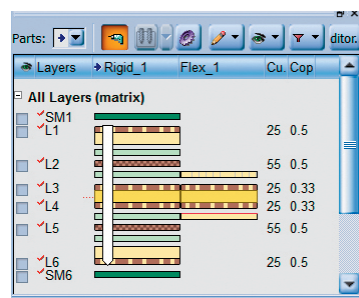 Parts: ditor.
Layers Rigid_1 Flex_1 Cu. Cop
All Layers (matrix)
SM1
L1 25 0.5
L2 55 0.5
L3 25 0.33
L4 25 0.33
L5 55 0.5
L6 25 0.5
SM6